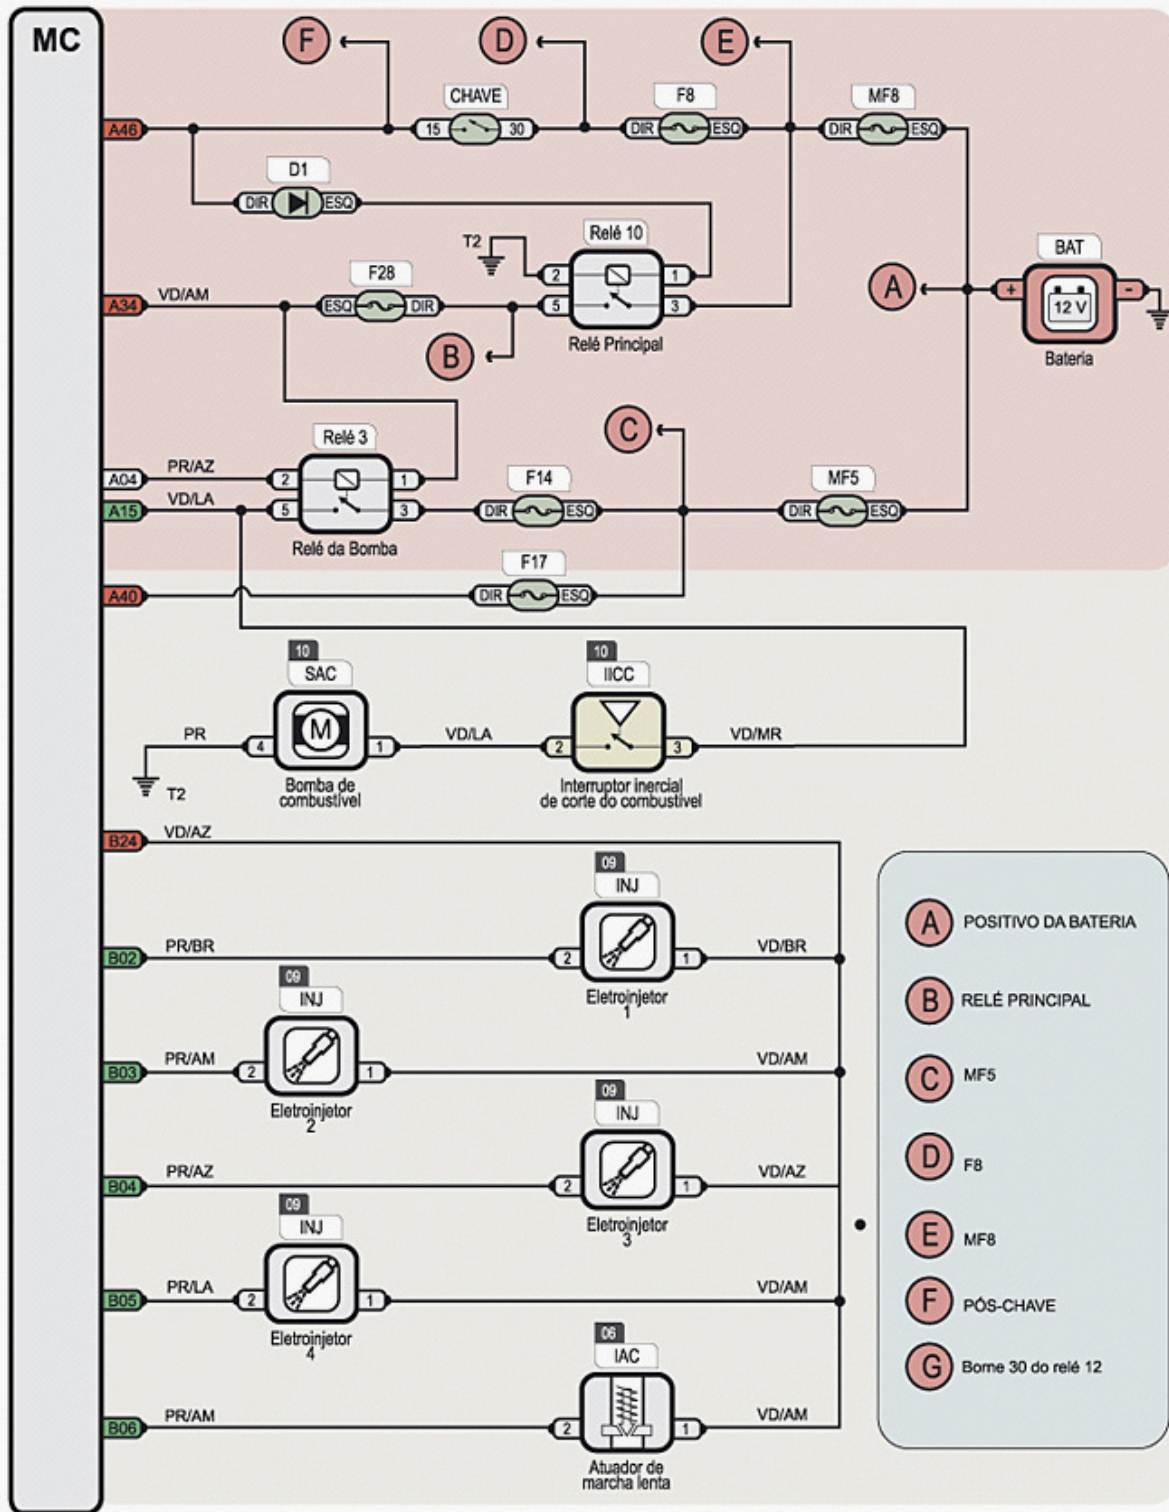 MC
F
D
E
CHAVE
F8
MF8
A46
15
30
DIR
ESQ
DIR
ESQ
D1
DIR
ESQ
T2
Relé 10
BAT
F28
2
1
A
+
-
A34
VD/AM
ESQ
DIR
5
3
12 V
B
Relé Principal
Bateria
C
Relé 3
A04
PR/AZ
2
1
F14
MF5
A15
VD/LA
5
3
DIR
ESQ
DIR
ESQ
Relé da Bomba
F17
A40
DIR
ESQ
10
SAC
10
IICC
PR
4
M
1
VD/LA
2
3
VD/MR
T2
Bomba de
combustível
Interruptor inercial
de corte do combustível
B24
VD/AZ
09
INJ
B02
PR/BR
2
1
VD/BR
Eletroinjetor
1
09
INJ
B03
PR/AM
2
1
VD/AM
Eletroinjetor
2
09
INJ
B04
PR/AZ
2
1
VD/AZ
Eletroinjetor
3
09
INJ
B05
PR/LA
2
1
VD/AM
Eletroinjetor
4
06
IAC
B06
PR/AM
2
1
VD/AM
Atuador de
marcha lenta
A POSITIVO DA BATERIA
B RELÉ PRINCIPAL
C MF5
D F8
E MF8
F PÓS-CHAVE
G Borne 30 do relé 12